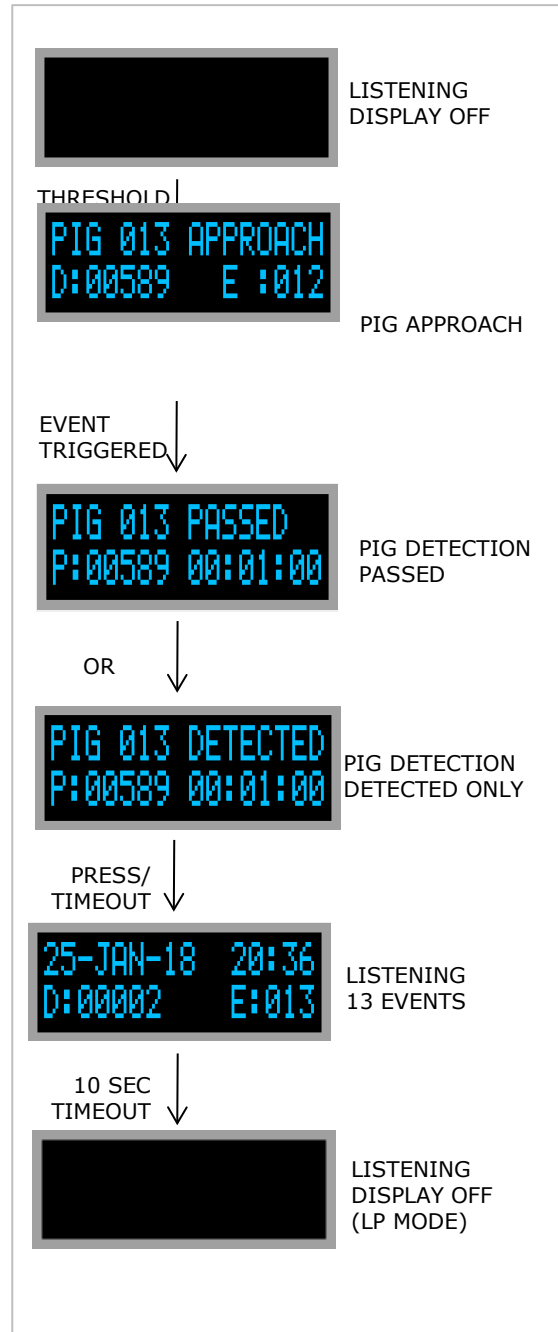 LISTENING
DISPLAY OFF
THRESHOLD
PIG 013 APPROACH
D:00589 E :012
PIG APPROACH
EVENT
TRIGGERED
PIG 013 PASSED
P:00589 00:01:00
PIG DETECTION
PASSED
OR
PIG 013 DETECTED
P:00589 00:01:00
PIG DETECTION
DETECTED ONLY
PRESS/
TIMEOUT
25-JAN-18 20:36
D:00002 E:013
LISTENING
13 EVENTS
10 SEC
TIMEOUT
LISTENING
DISPLAY OFF
(LP MODE)